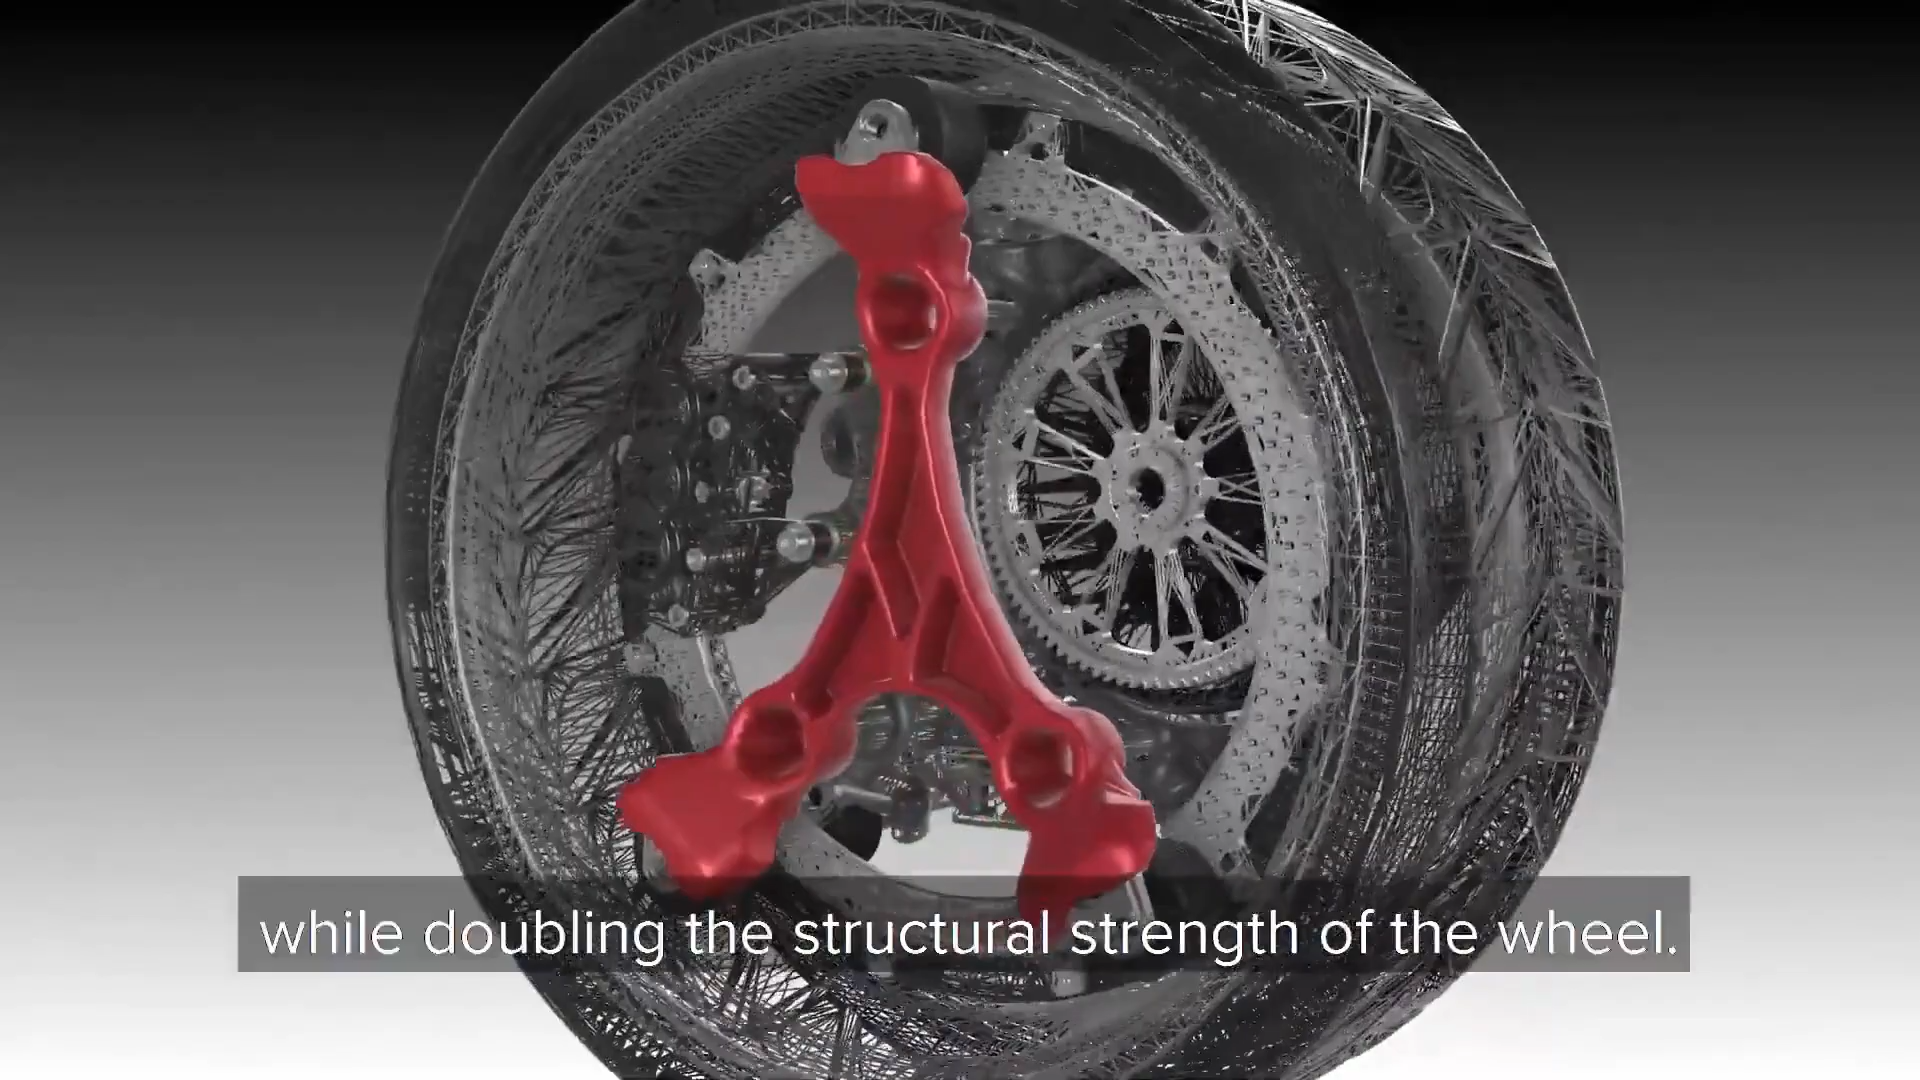 while doubling the structural strength of the wheel.